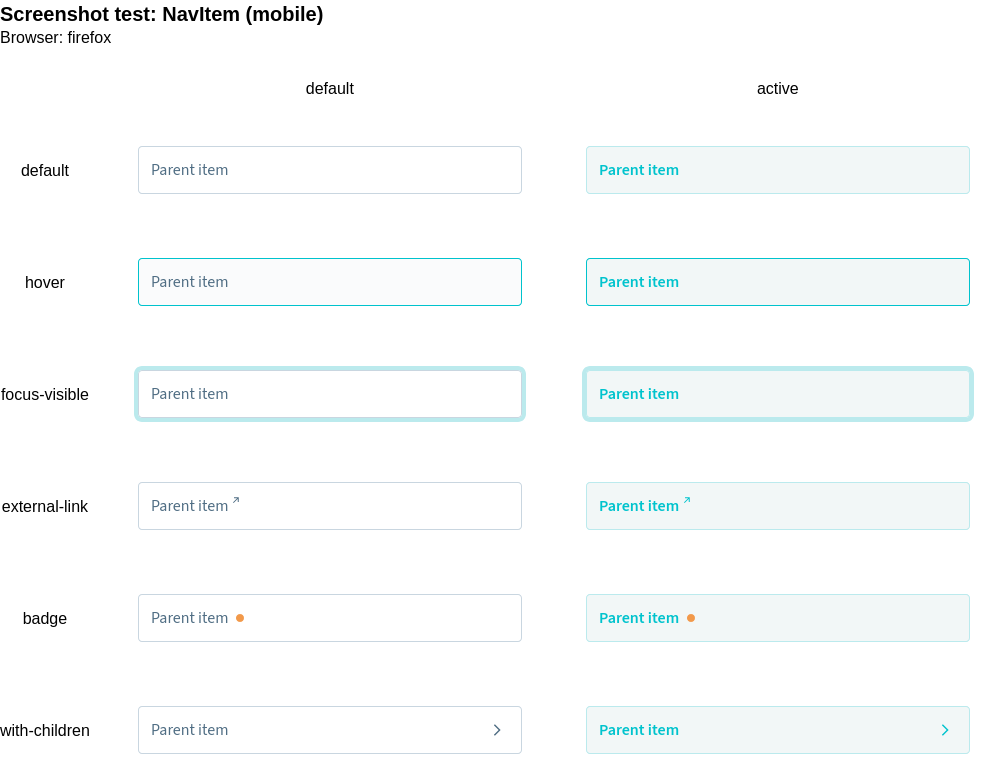 Screenshot test: NavItem (mobile)
Browser: firefox
default active
default Parent item Parent item
hover Parent item Parent item
focus-visible Parent item Parent item
external-link Parent item Parent item
badge Parent item Parent item
with-children Parent item Parent item